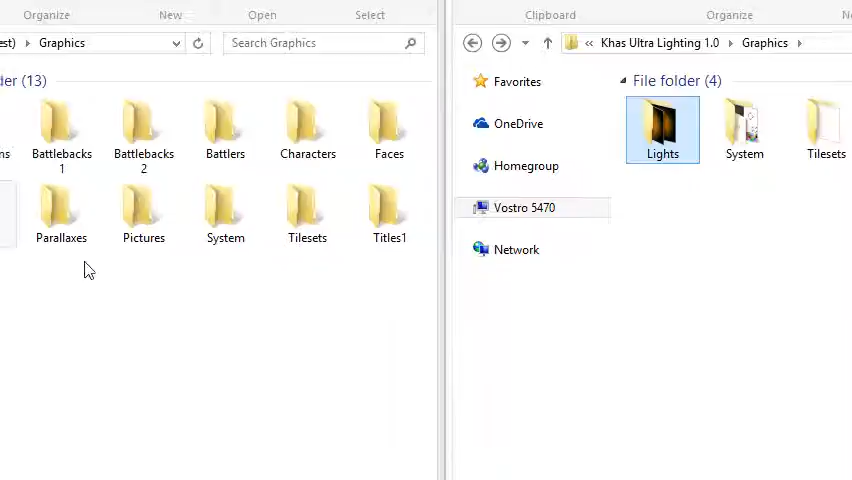 Organize New Open Select
est) Graphics Search Graphics
der (13)
ns Battlebacks 1 Battlebacks 2 Battlers Characters Faces
Parallaxes Pictures System Tilesets Titles1
Clipboard Organize
« Khas Ultra Lighting 1.0 Graphics
Favorites
OneDrive
Homegroup
Vostro 5470
Network
File folder (4)
Lights System Tilesets